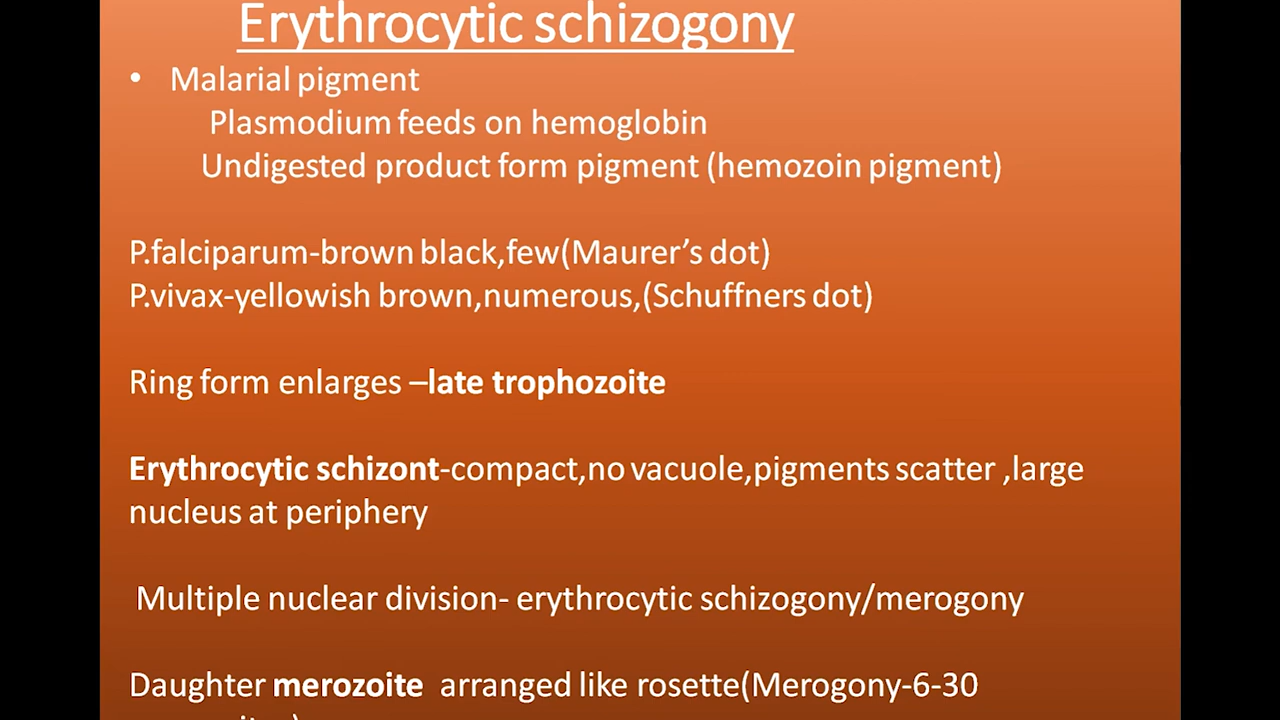 Erythrocytic schizogony
• Malarial pigment
Plasmodium feeds on hemoglobin
Undigested product form pigment (hemozoin pigment)
P.falciparum-brown black,few(Maurer's dot)
P.vivax-yellowish brown,numerous,(Schuffners dot)
Ring form enlarges –late trophozoite
Erythrocytic schizont-compact,no vacuole,pigments scatter ,large
nucleus at periphery
Multiple nuclear division- erythrocytic schizogony/merogony
Daughter merozoite arranged like rosette(Merogony-6-30